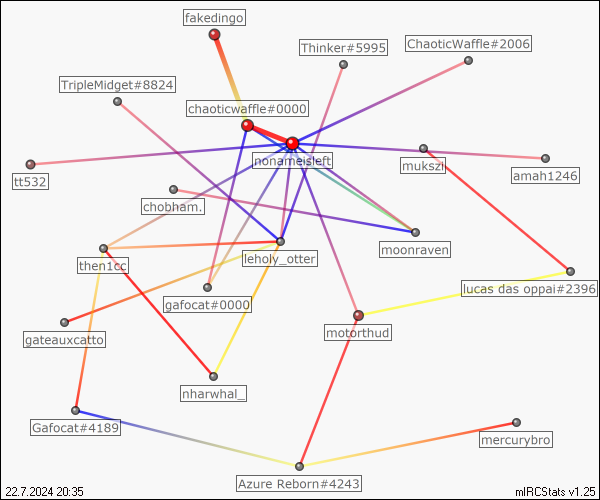 fakedingo
Thinker#5995
ChaoticWaffle#2006
TripleMidget#8824
chaoticwaffle#0000
nonameisleft
mukszi
tt532
amah1246
chobham.
moonraven
leholy_otter
then1cc
lucas das oppai#2396
gafocat#0000
motorthud
gateauxcatto
nharwhal_
Gafocat#4189
mercurybro
Azure Reborn#4243
22.7.2024 20:35
mIRCStats v1.25